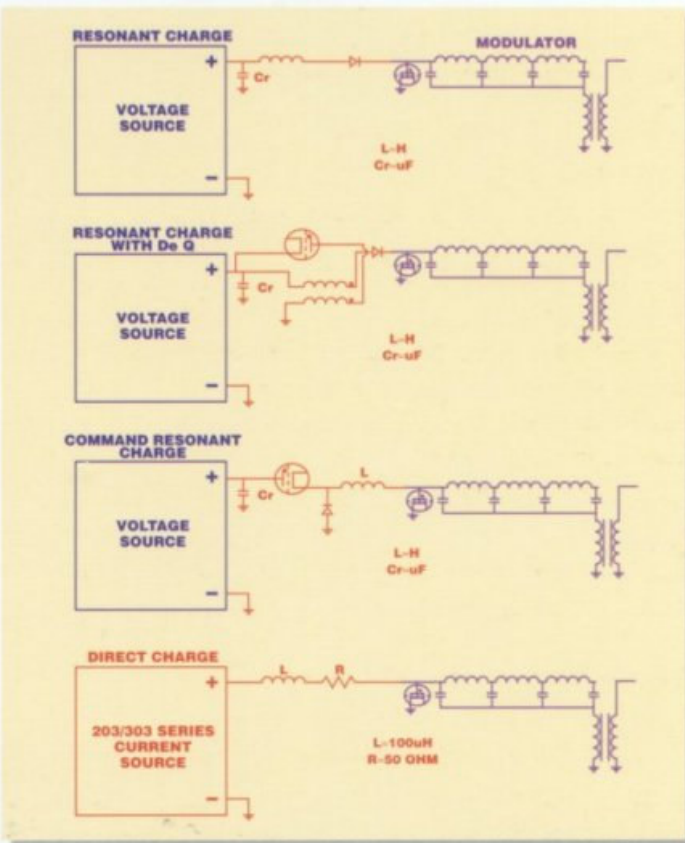 RESONANT CHARGE
MODULATOR
+
Cr
VOLTAGE
SOURCE
L-H
Cr-uF
−
RESONANT CHARGE
WITH De Q
+
Cr
VOLTAGE
SOURCE
L-H
Cr-uF
−
COMMAND RESONANT
CHARGE
+
L
Cr
VOLTAGE
SOURCE
L-H
Cr-uF
−
DIRECT CHARGE
+
L
R
203/303 SERIES
CURRENT
SOURCE
L-100uH
R-50 OHM
−